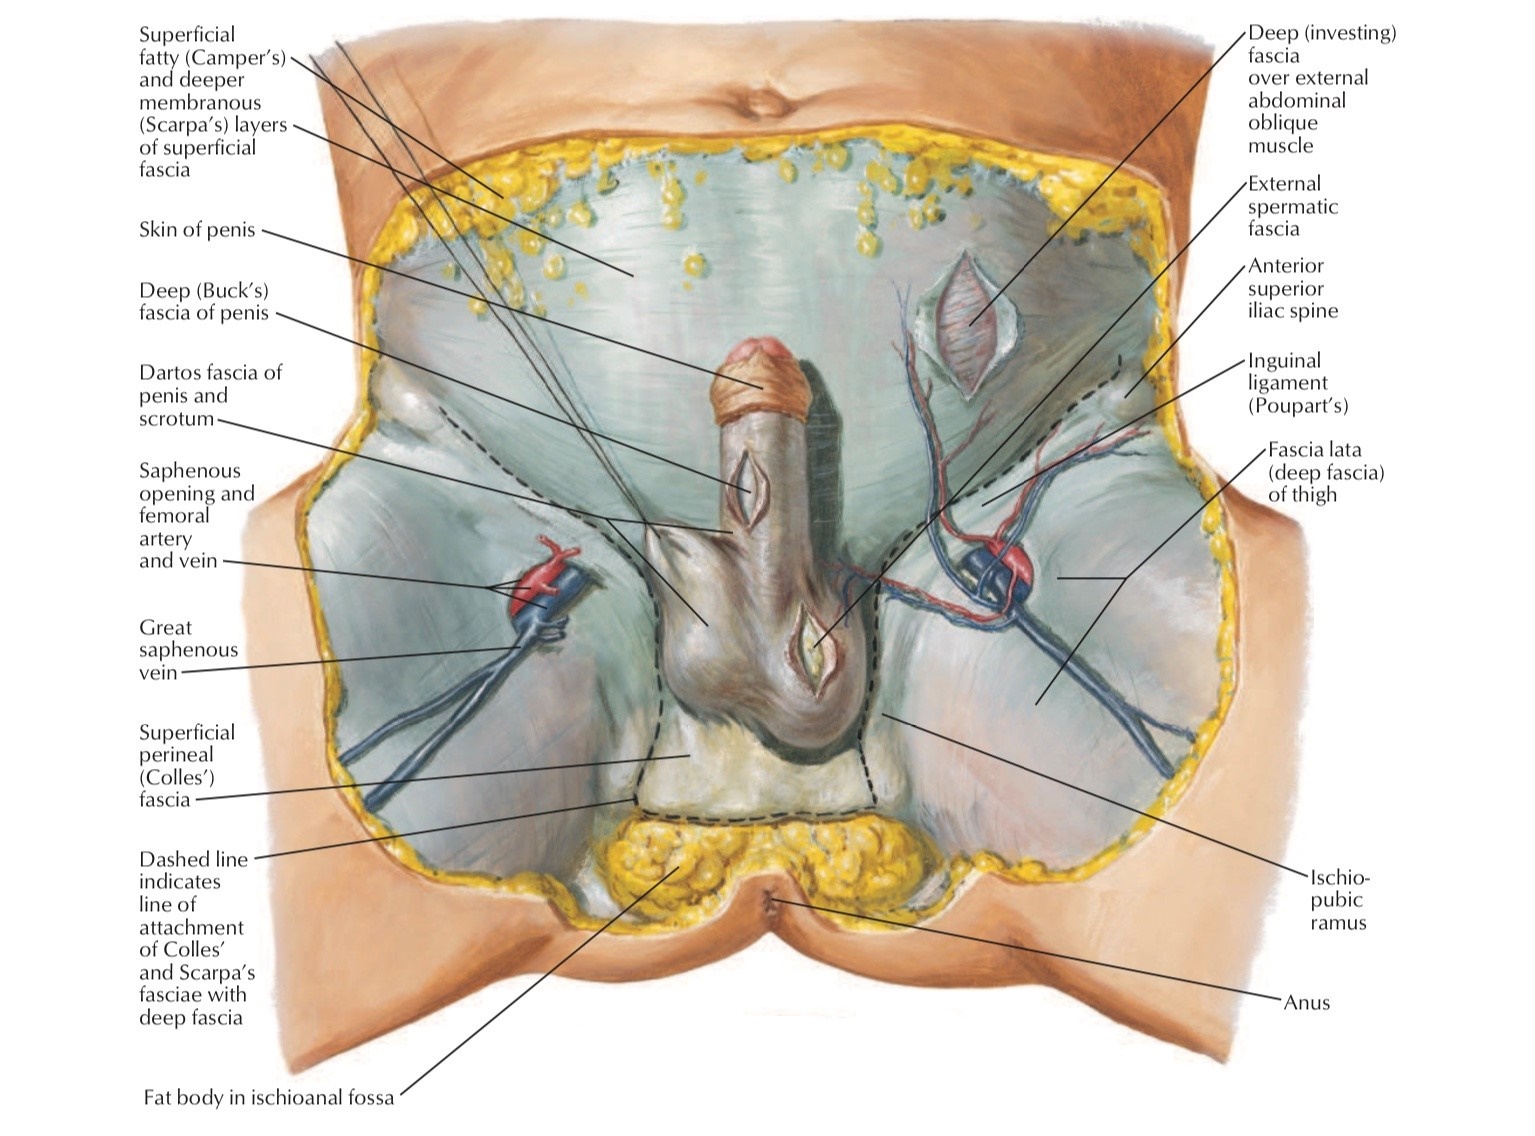 Superficial
fatty (Camper's)
and deeper
membranous
(Scarpa's) layers
of superficial
fascia
Skin of penis
Deep (Buck's)
fascia of penis
Dartos fascia of
penis and
scrotum
Saphenous
opening and
femoral
artery
and vein
Great
saphenous
vein
Superficial
perineal
(Colles')
fascia
Dashed line
indicates
line of
attachment
of Colles'
and Scarpa's
fasciae with
deep fascia
Fat body in ischioanal fossa
Deep (investing)
fascia
over external
abdominal
oblique
muscle
External
spermatic
fascia
Anterior
superior
iliac spine
Inguinal
ligament
(Poupart's)
Fascia lata
(deep fascia)
of thigh
Ischio-
pubic
ramus
Anus